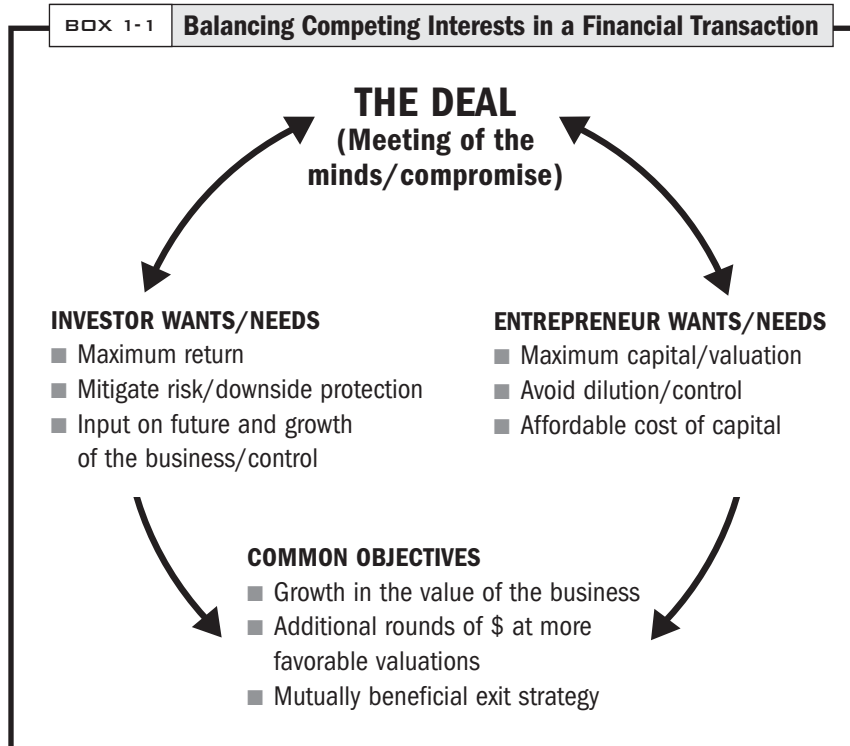 BOX 1-1 Balancing Competing Interests in a Financial Transaction
THE DEAL
(Meeting of the
minds/compromise)
INVESTOR WANTS/NEEDS
■ Maximum return
■ Mitigate risk/downside protection
■ Input on future and growth
of the business/control
ENTREPRENEUR WANTS/NEEDS
■ Maximum capital/valuation
■ Avoid dilution/control
■ Affordable cost of capital
COMMON OBJECTIVES
■ Growth in the value of the business
■ Additional rounds of $ at more
favorable valuations
■ Mutually beneficial exit strategy